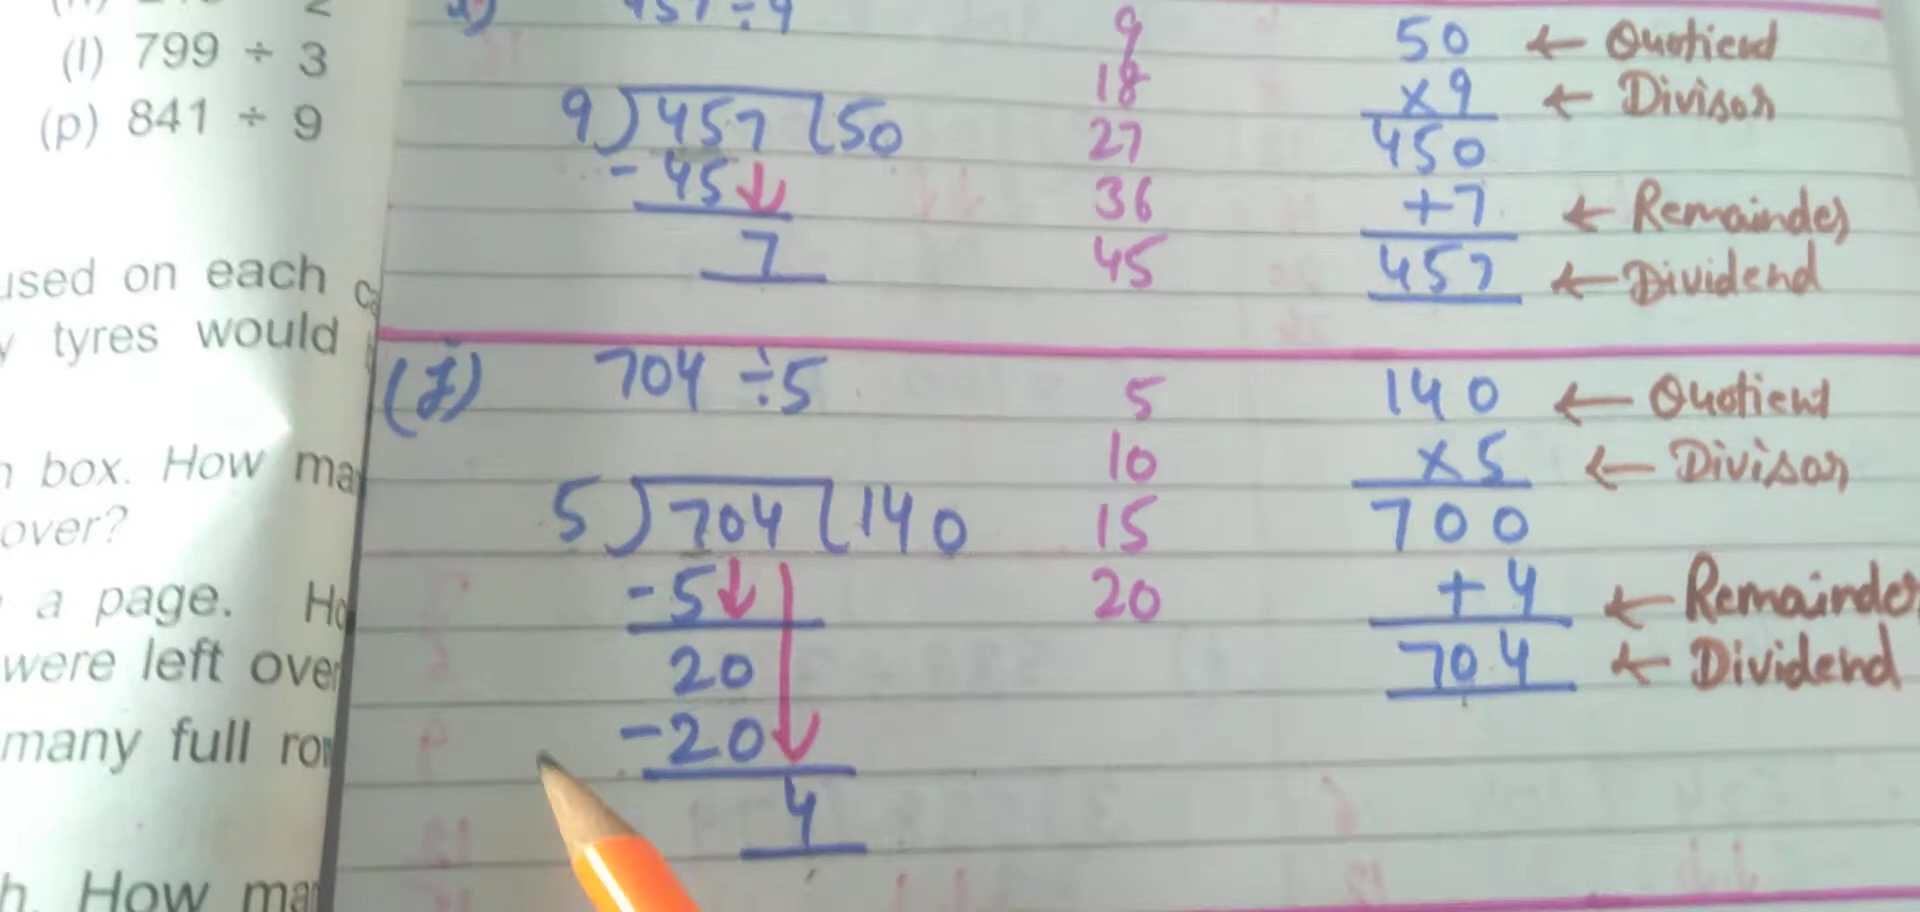 (l) 799 ÷ 3
(p) 841 ÷ 9
used on each
tyres would
box. How
over?
a page.
were left over
many full
How
457÷9
9)457(50
-45
7
9
18
27
36
45
50 ← Quotient
×9 ← Divisor
450
+7 ← Remainder
457 ← Dividend
(j) 704 ÷5
5)704(140
-5
20
-20
4
5
10
15
20
140 ← Quotient
×5 ← Divisor
700
+4 ← Remainder
704 ← Dividend